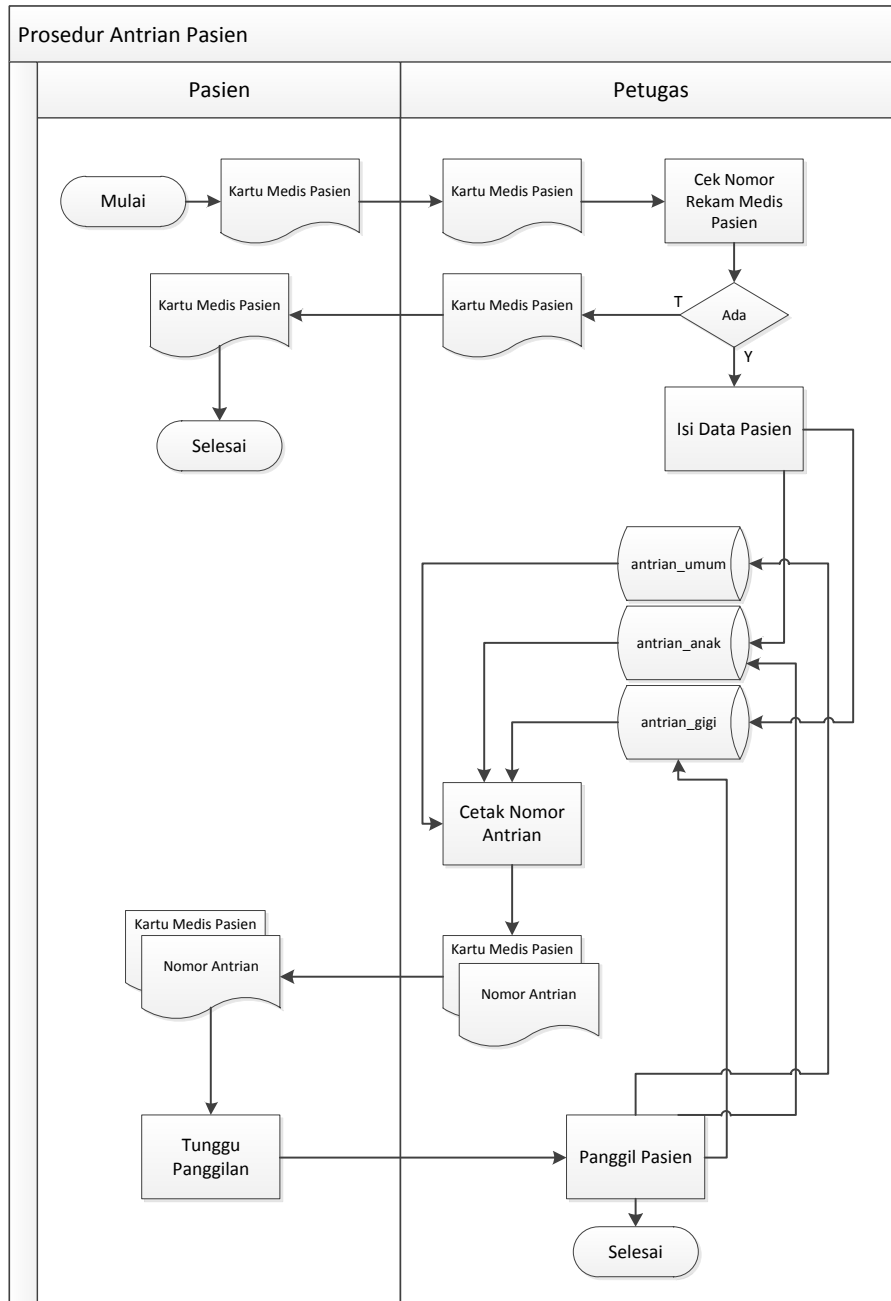 Prosedur Antrian Pasien
Pasien
Petugas
Mulai
Kartu Medis Pasien
Kartu Medis Pasien
Cek Nomor
Rekam Medis
Pasien
Kartu Medis Pasien
Kartu Medis Pasien
T
Ada
Y
Selesai
Isi Data Pasien
antrian_umum
antrian_anak
antrian_gigi
Cetak Nomor
Antrian
Kartu Medis Pasien
Nomor Antrian
Kartu Medis Pasien
Nomor Antrian
Tunggu
Panggilan
Panggil Pasien
Selesai